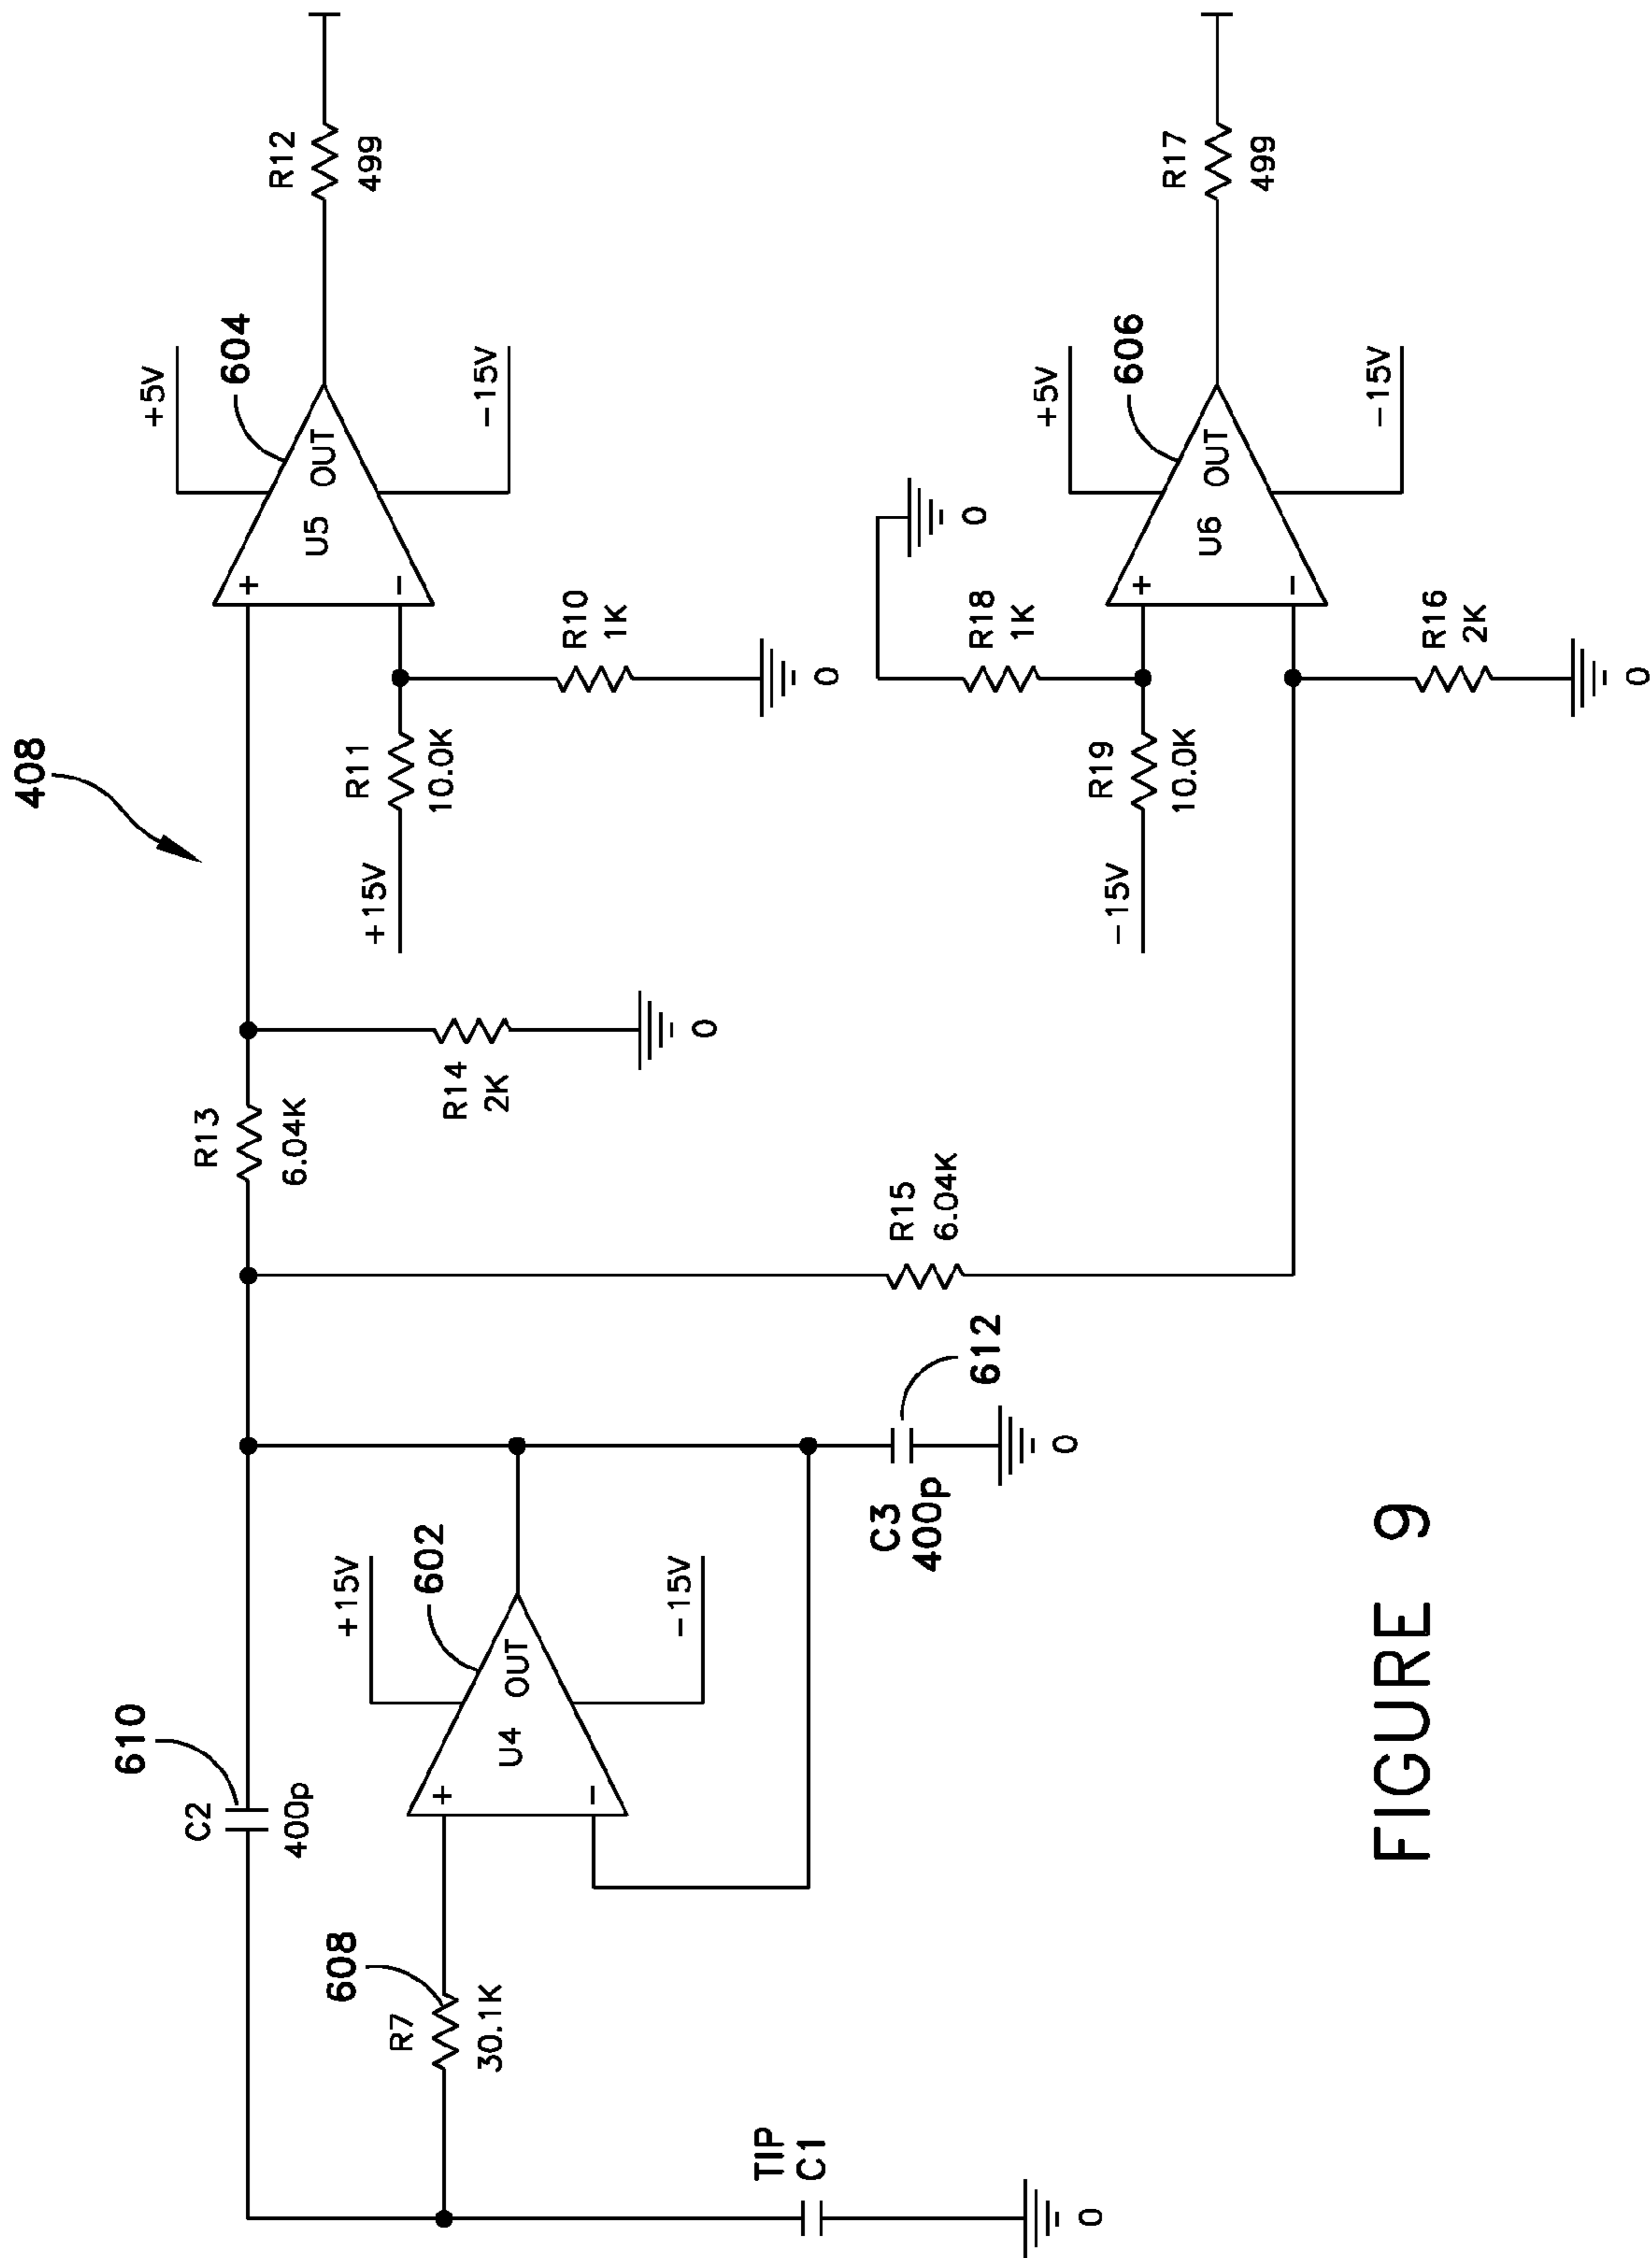 408
R12
499
+5V
604
U5
OUT
-15V
+
−
R11
10.0K
+15V
R10
1K
0
R13
6.04K
R14
2K
0
R15
6.04K
R17
499
+5V
606
U6
OUT
-15V
+
−
R18
1K
0
R19
10.0K
-15V
R16
2K
0
610
C2
400p
+15V
602
U4
OUT
-15V
+
−
608
R7
30.1K
C3
400p
612
0
TIP
C1
0
FIGURE 9